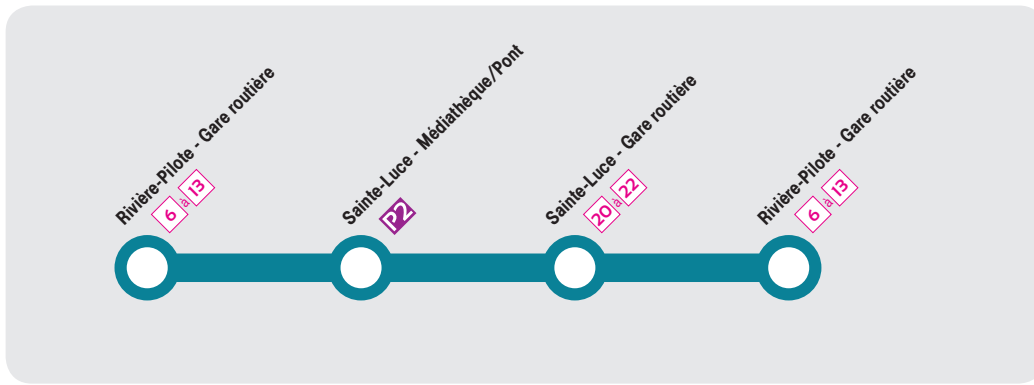 Rivière-Pilote - Gare routière
6 à 13
Sainte-Luce - Médiathèque/Pont
P2
Sainte-Luce - Gare routière
20 à 22
Rivière-Pilote - Gare routière
6 à 13